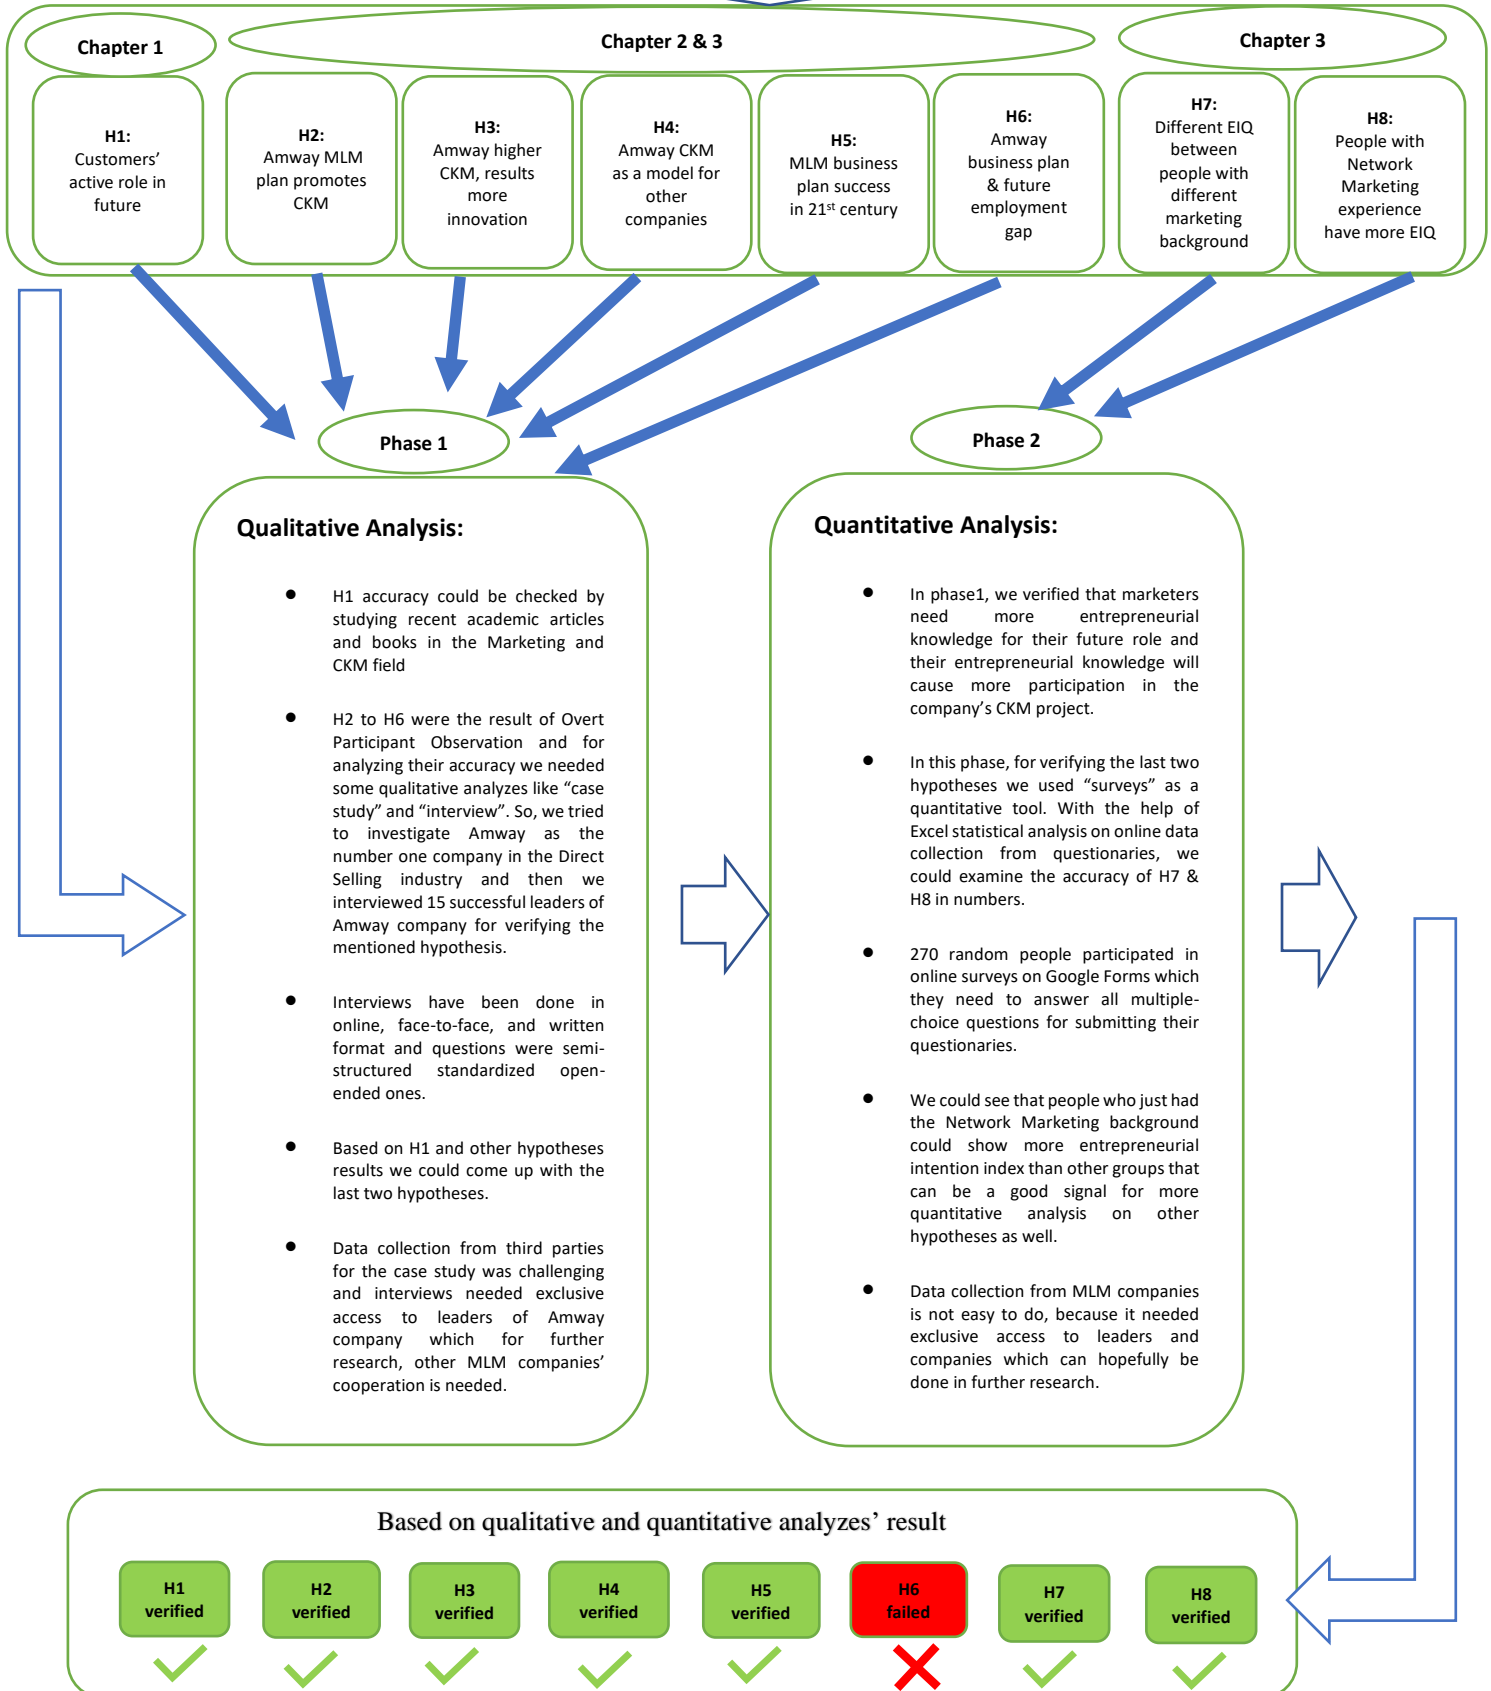 Chapter 1
Chapter 2 & 3
Chapter 3
H1:
Customers’
active role in
future
H2:
Amway MLM
plan promotes
CKM
H3:
Amway higher
CKM, results
more
innovation
H4:
Amway CKM
as a model for
other
companies
H5:
MLM business
plan success
in 21st century
H6:
Amway
business plan
& future
employment
gap
H7:
Different EIQ
between
people with
different
marketing
background
H8:
People with
Network
Marketing
experience
have more EIQ
Phase 1
Phase 2
Qualitative Analysis:
● H1 accuracy could be checked by
studying recent academic articles
and books in the Marketing and
CKM field
● H2 to H6 were the result of Overt
Participant Observation and for
analyzing their accuracy we needed
some qualitative analyzes like “case
study” and “interview”. So, we tried
to investigate Amway as the
number one company in the Direct
Selling industry and then we
interviewed 15 successful leaders of
Amway company for verifying the
mentioned hypothesis.
● Interviews have been done in
online, face-to-face, and written
format and questions were semi-
structured standardized open-
ended ones.
● Based on H1 and other hypotheses
results we could come up with the
last two hypotheses.
● Data collection from third parties
for the case study was challenging
and interviews needed exclusive
access to leaders of Amway
company which for further
research, other MLM companies’
cooperation is needed.
Quantitative Analysis:
● In phase1, we verified that marketers
need more entrepreneurial
knowledge for their future role and
their entrepreneurial knowledge will
cause more participation in the
company’s CKM project.
● In this phase, for verifying the last two
hypotheses we used “surveys” as a
quantitative tool. With the help of
Excel statistical analysis on online data
collection from questionaries, we
could examine the accuracy of H7 &
H8 in numbers.
● 270 random people participated in
online surveys on Google Forms which
they need to answer all multiple-
choice questions for submitting their
questionaries.
● We could see that people who just had
the Network Marketing background
could show more entrepreneurial
intention index than other groups that
can be a good signal for more
quantitative analysis on other
hypotheses as well.
● Data collection from MLM companies
is not easy to do, because it needed
exclusive access to leaders and
companies which can hopefully be
done in further research.
Based on qualitative and quantitative analyzes’ result
H1
verified
H2
verified
H3
verified
H4
verified
H5
verified
H6
failed
H7
verified
H8
verified